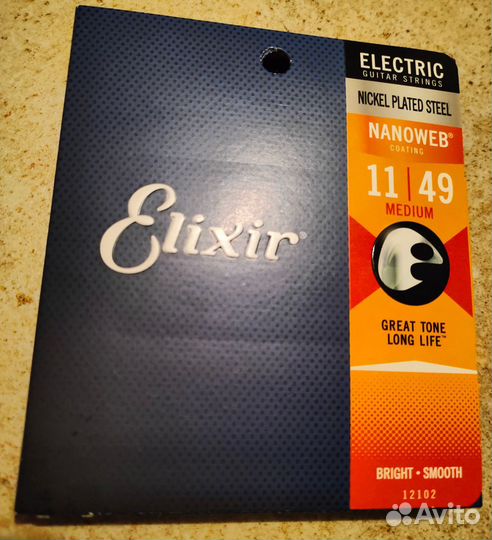 Elixir®
ELECTRIC
GUITAR STRINGS
NICKEL PLATED STEEL
NANOWEB®
COATING
11 | 49
MEDIUM
GREAT TONE
LONG LIFE™
BRIGHT • SMOOTH
12102
Avito